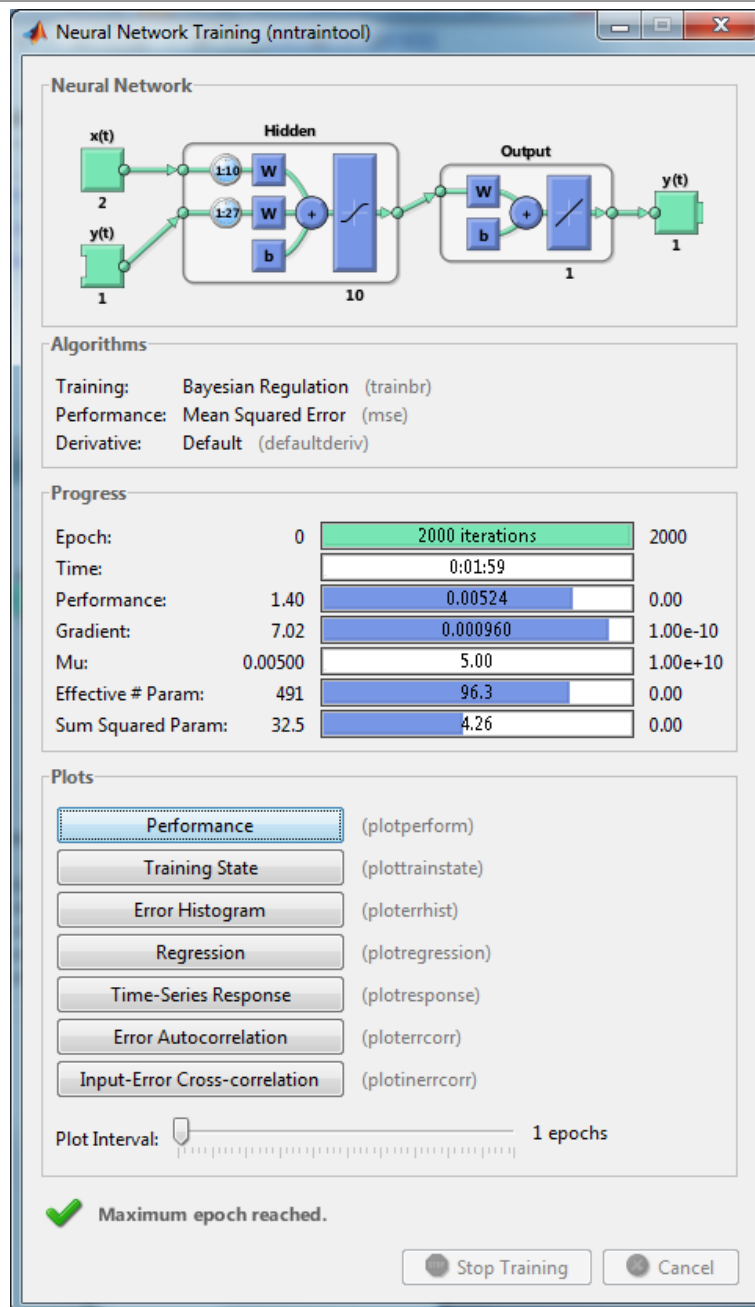 Neural Network Training (nntraintool)
Neural Network
Hidden
x(t)
Output
1:10 W
W
y(t)
2
+
+
y(t)
1:27 W
b
b
1
1
1
10
Algorithms
Training: Bayesian Regulation (trainbr)
Performance: Mean Squared Error (mse)
Derivative: Default (defaultderiv)
Progress
Epoch: 0 2000 iterations 2000
Time: 0:01:59
Performance: 1.40 0.00524 0.00
Gradient: 7.02 0.000960 1.00e-10
Mu: 0.00500 5.00 1.00e+10
Effective # Param: 491 96.3 0.00
Sum Squared Param: 32.5 4.26 0.00
Plots
Performance (plotperform)
Training State (plottrainstate)
Error Histogram (ploterrhist)
Regression (plotregression)
Time-Series Response (plotresponse)
Error Autocorrelation (ploterrcorr)
Input-Error Cross-correlation (plotinerrcorr)
Plot Interval: 1 epochs
Maximum epoch reached.
Stop Training Cancel